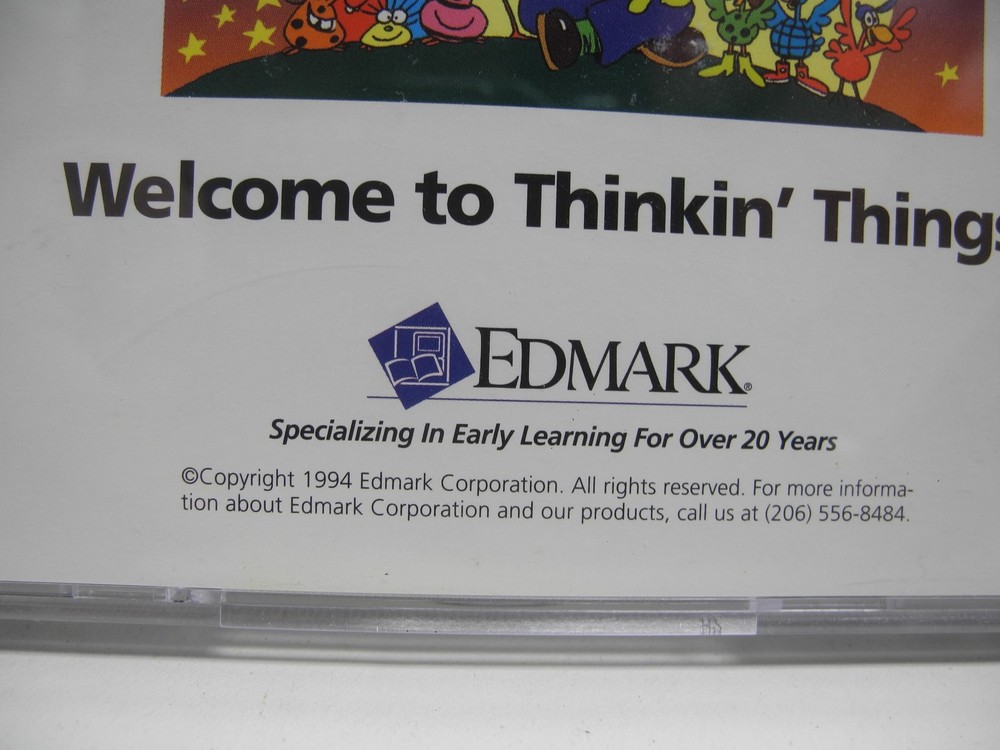 Welcome to Thinkin' Things
EDMARK®
Specializing In Early Learning For Over 20 Years
©Copyright 1994 Edmark Corporation. All rights reserved. For more informa-
tion about Edmark Corporation and our products, call us at (206) 556-8484.